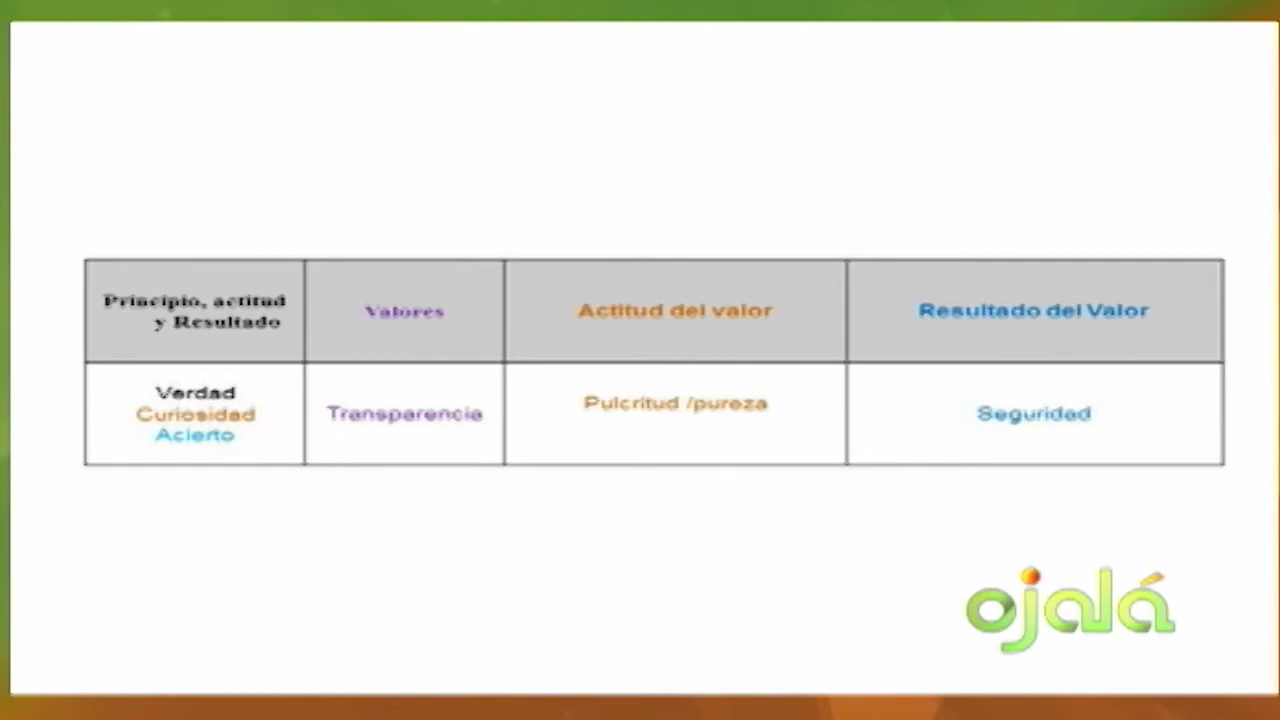 Principio, actitud
y Resultado
Valores
Actitud del valor
Resultado del Valor
Verdad
Curiosidad
Acierto
Transparencia
Pulcritud /pureza
Seguridad
ojalá